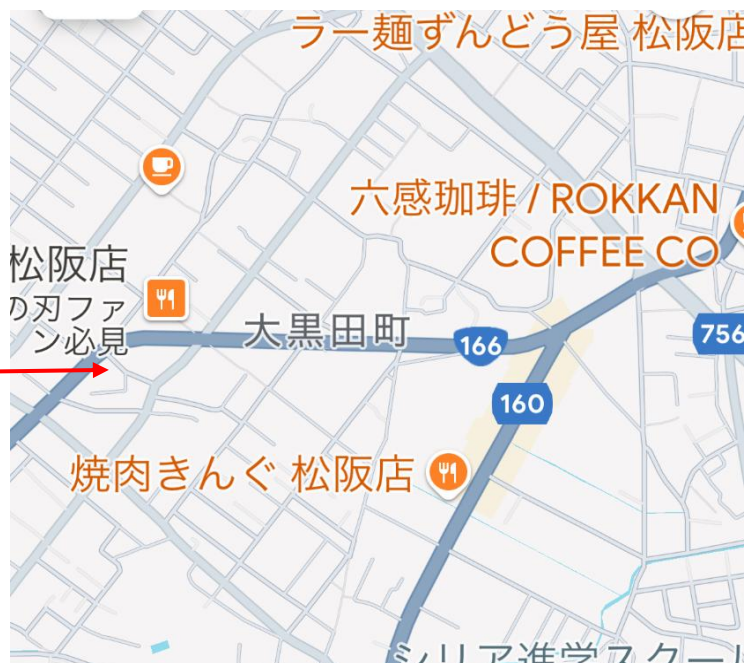 ラー麺ずんどう屋 松阪店
六感珈琲 / ROKKAN
COFFEE CO
松阪店
の刃ファ
ン必見
大黒田町
166
756
160
焼肉きんぐ 松阪店
シリア進学スクール